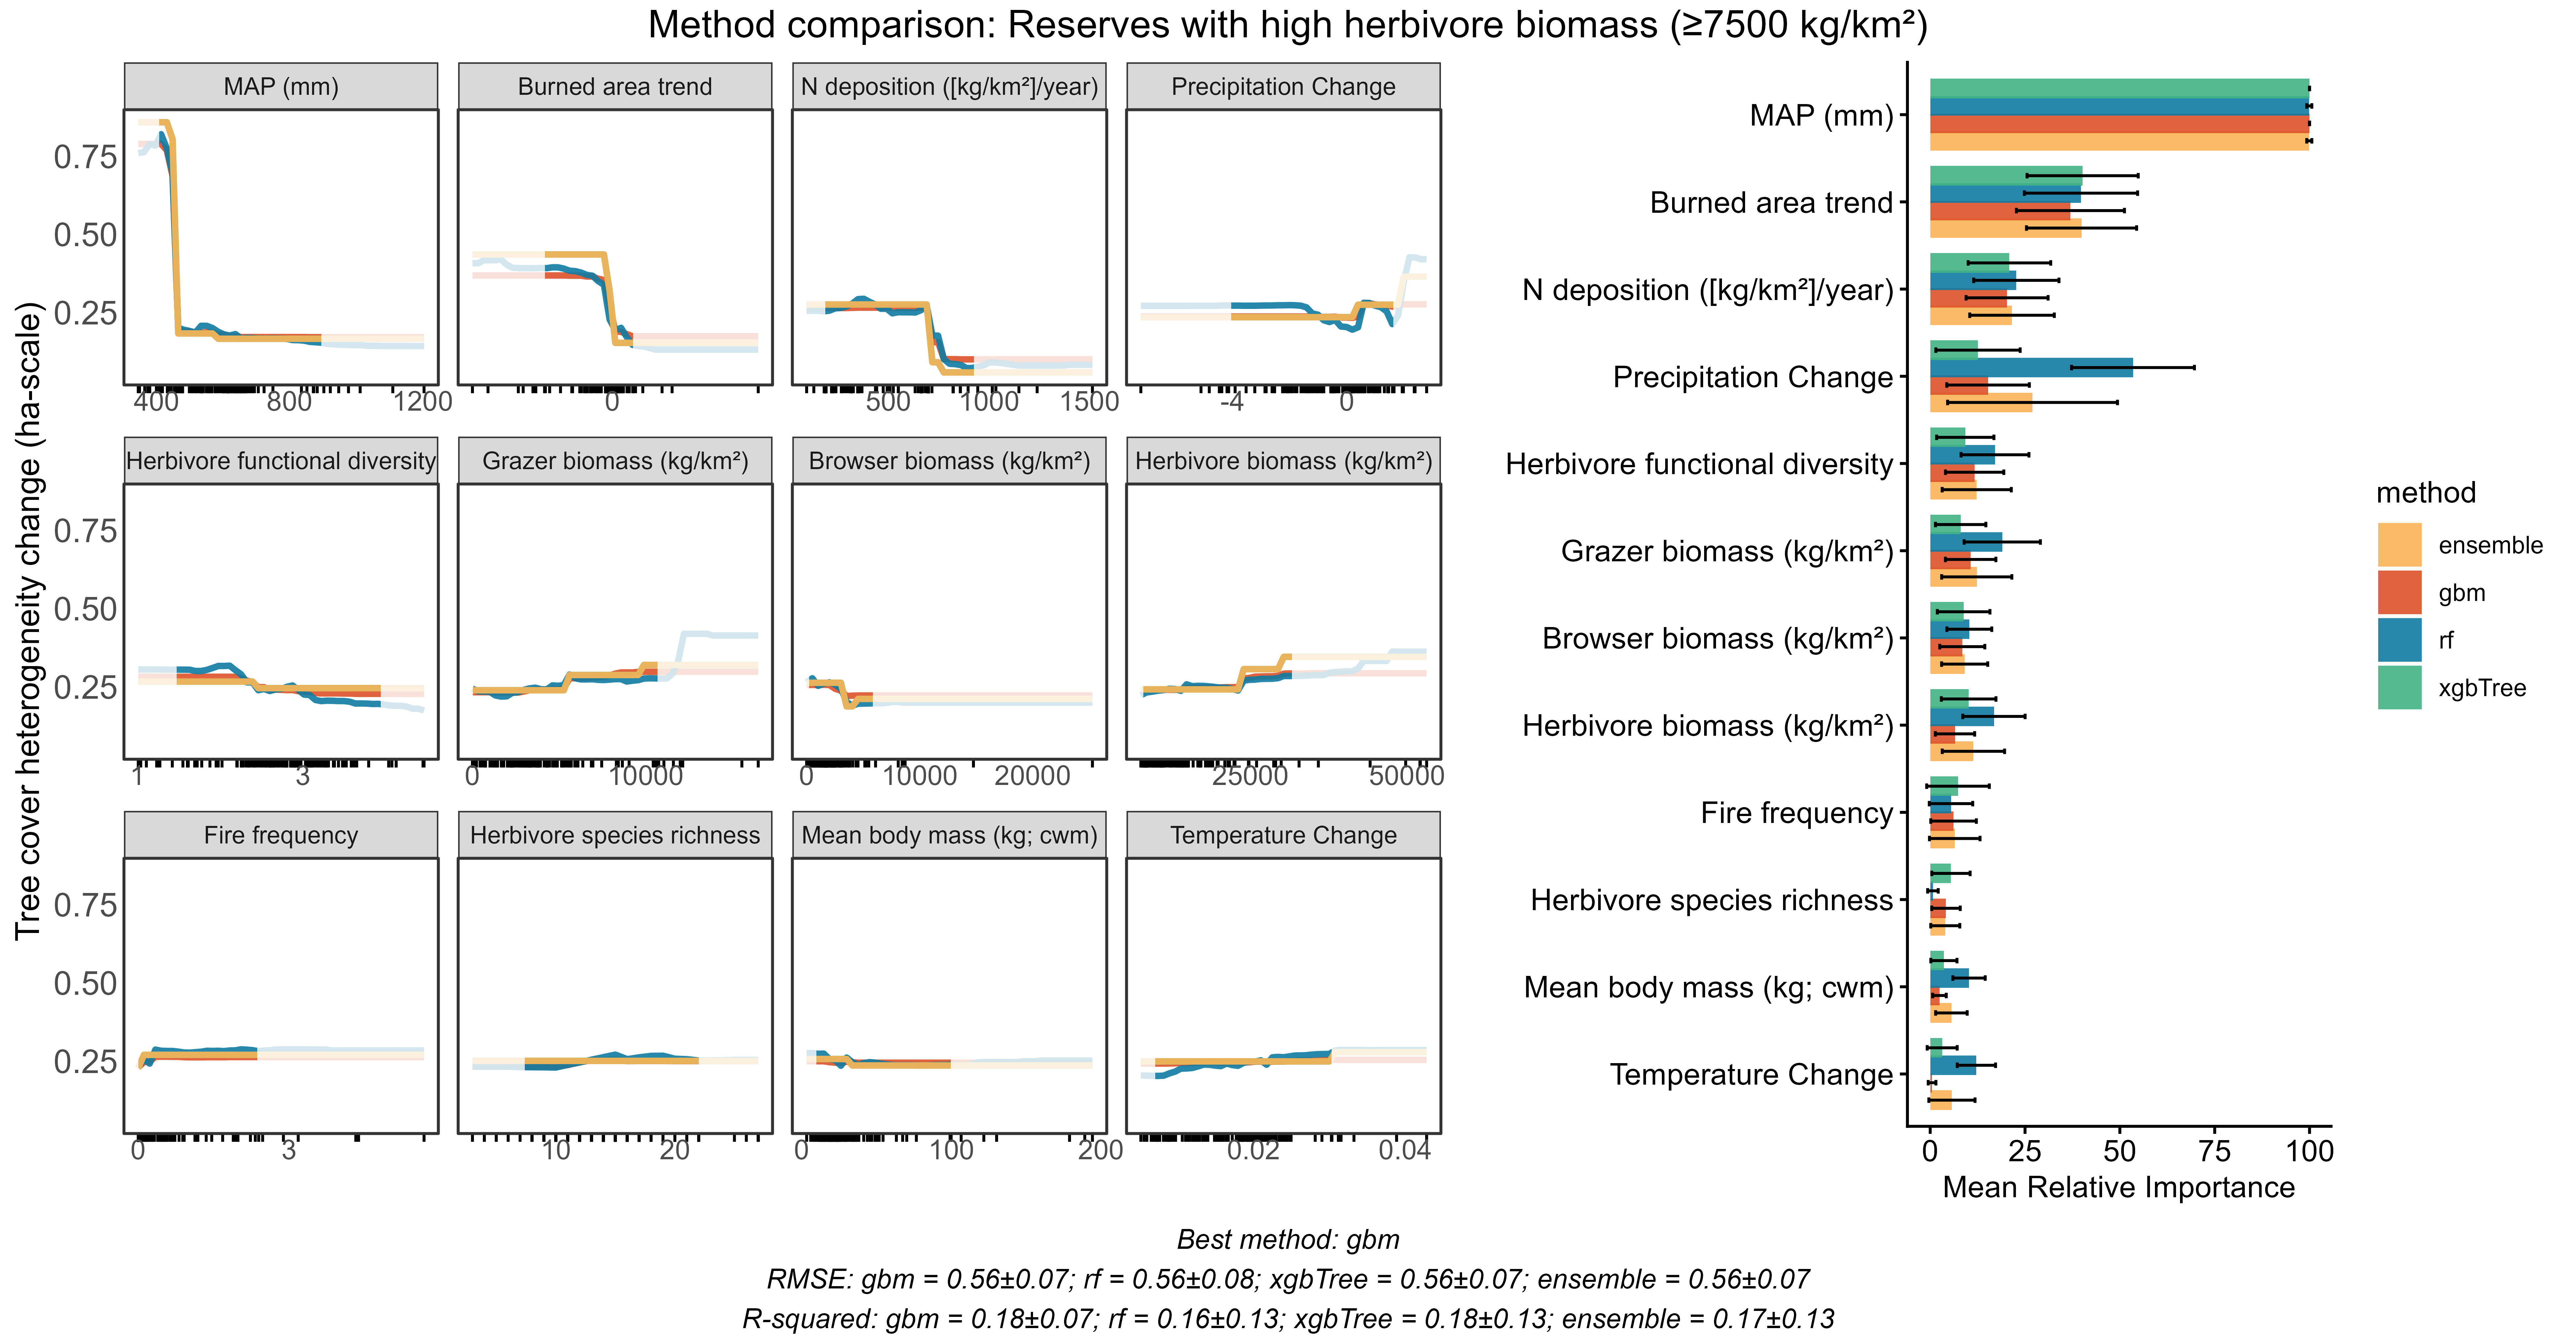 Method comparison: Reserves with high herbivore biomass (≥7500 kg/km²)
Tree cover heterogeneity change (ha-scale)
MAP (mm)
Burned area trend
N deposition ([kg/km²]/year)
Precipitation Change
0.75
0.50
0.25
400 800 1200
0
500 1000 1500
-4 0
Herbivore functional diversity
Grazer biomass (kg/km²)
Browser biomass (kg/km²)
Herbivore biomass (kg/km²)
0.75
0.50
0.25
1 3
0 10000
0 10000 20000
25000 50000
Fire frequency
Herbivore species richness
Mean body mass (kg; cwm)
Temperature Change
0.75
0.50
0.25
0 3
10 20
0 100 200
0.02 0.04
MAP (mm)
Burned area trend
N deposition ([kg/km²]/year)
Precipitation Change
Herbivore functional diversity
Grazer biomass (kg/km²)
Browser biomass (kg/km²)
Herbivore biomass (kg/km²)
Fire frequency
Herbivore species richness
Mean body mass (kg; cwm)
Temperature Change
0 25 50 75 100
Mean Relative Importance
method
ensemble
gbm
rf
xgbTree
Best method: gbm
RMSE: gbm = 0.56±0.07; rf = 0.56±0.08; xgbTree = 0.56±0.07; ensemble = 0.56±0.07
R-squared: gbm = 0.18±0.07; rf = 0.16±0.13; xgbTree = 0.18±0.13; ensemble = 0.17±0.13